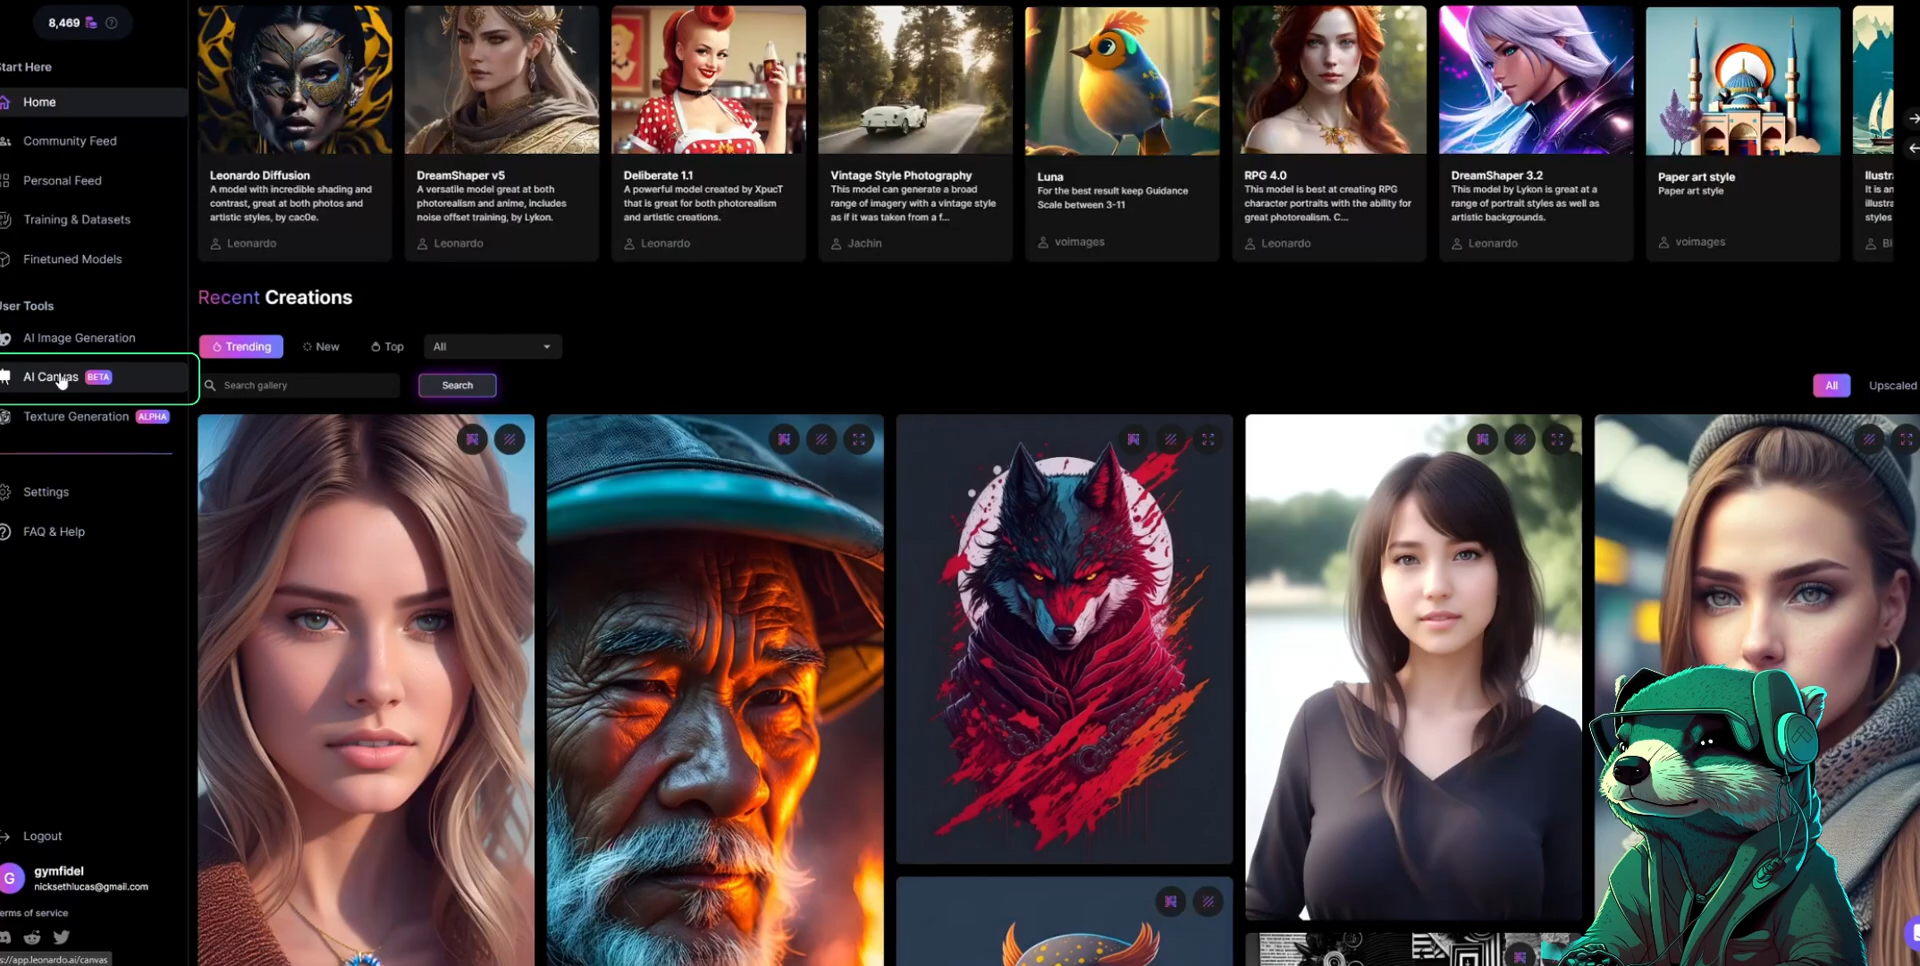 8,469
Start Here
Home
Community Feed
Personal Feed
Training & Datasets
Finetuned Models
User Tools
AI Image Generation
AI Canvas BETA
Texture Generation ALPHA
Settings
FAQ & Help
Logout
G
gymfidel
nicksethlucas@gmail.com
erms of service
s://app.leonardo.ai/canvas
Leonardo Diffusion
A model with incredible shading and
contrast, great at both photos and
artistic styles, by cac0e.
Leonardo
DreamShaper v5
A versatile model great at both
photorealism and anime, includes
noise offset training, by Lykon.
Leonardo
Deliberate 1.1
A powerful model created by XpucT
that is great for both photorealism
and artistic creations.
Leonardo
Vintage Style Photography
This model can generate a broad
range of imagery with a vintage style
as if it was taken from a f...
Jachin
Luna
For the best result keep Guidance
Scale between 3-11
voimages
RPG 4.0
This model is best at creating RPG
character portraits with the ability for
great photorealism. C...
Leonardo
DreamShaper 3.2
This model by Lykon is great at a
range of portrait styles as well as
artistic backgrounds.
Leonardo
Paper art style
Paper art style
voimages
Illustr
It is an
illustra
styles
Bl
Recent Creations
Trending
New
Top
All
Search gallery
Search
All
Upscaled